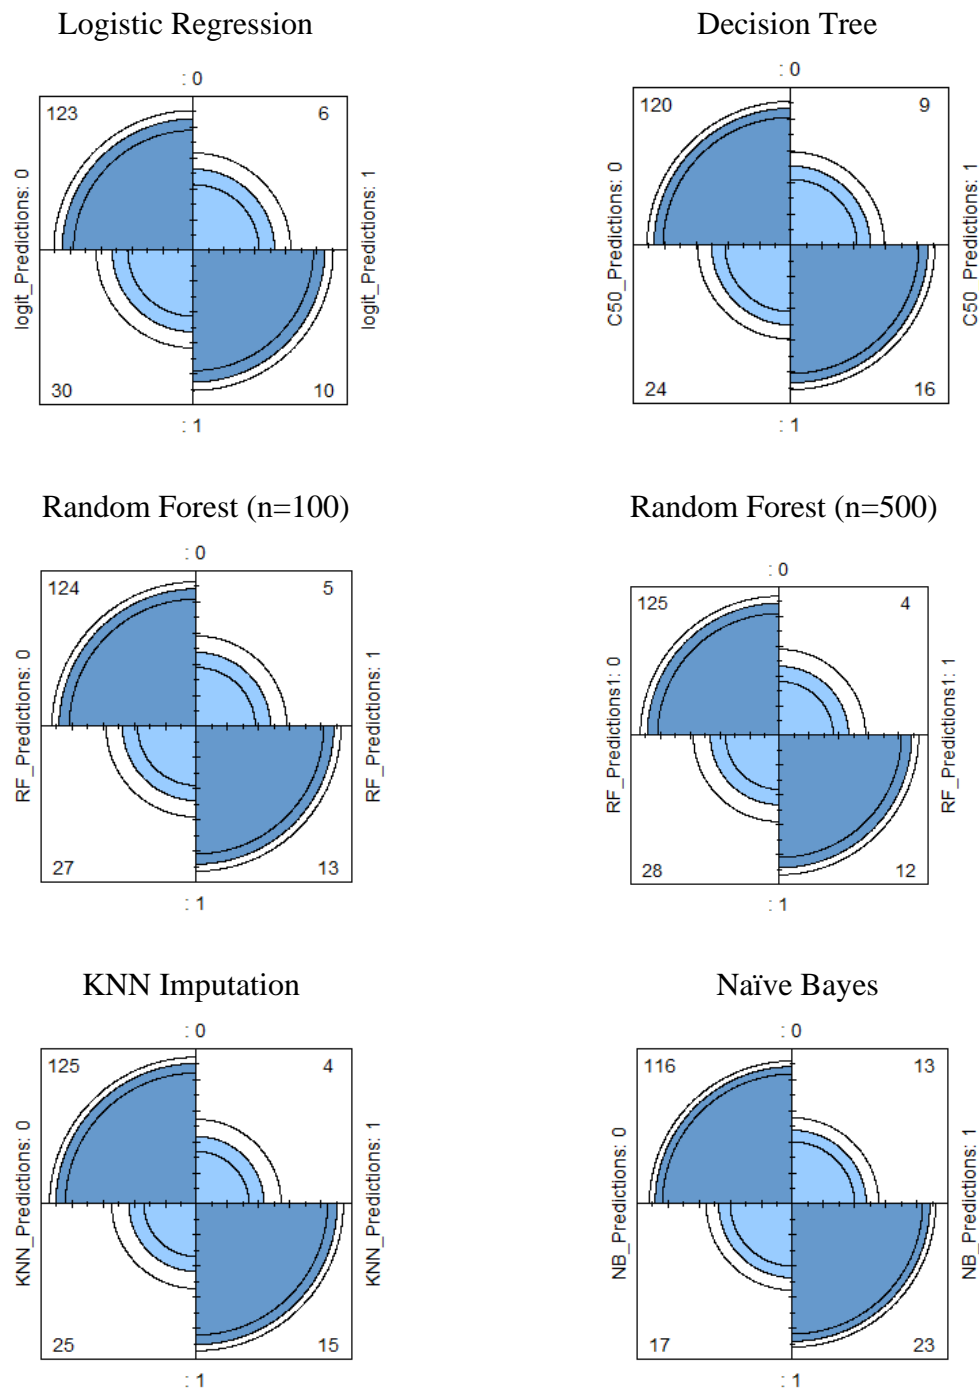 Logistic Regression
: 0
123
6
logit_Predictions: 0
logit_Predictions: 1
30
10
: 1
Decision Tree
: 0
120
9
C50_Predictions: 0
C50_Predictions: 1
24
16
: 1
Random Forest (n=100)
: 0
124
5
RF_Predictions: 0
RF_Predictions: 1
27
13
: 1
Random Forest (n=500)
: 0
125
4
RF_Predictions1: 0
RF_Predictions1: 1
28
12
: 1
KNN Imputation
: 0
125
4
KNN_Predictions: 0
KNN_Predictions: 1
25
15
: 1
Naïve Bayes
: 0
116
13
NB_Predictions: 0
NB_Predictions: 1
17
23
: 1